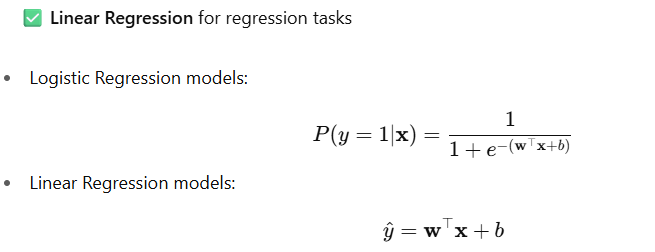 ✅ Linear Regression for regression tasks
• Logistic Regression models:
P(y = 1|𝐱) = 1 / (1 + e^{−(𝐰^⊤𝐱+b)})
• Linear Regression models:
ŷ = 𝐰^⊤𝐱 + b